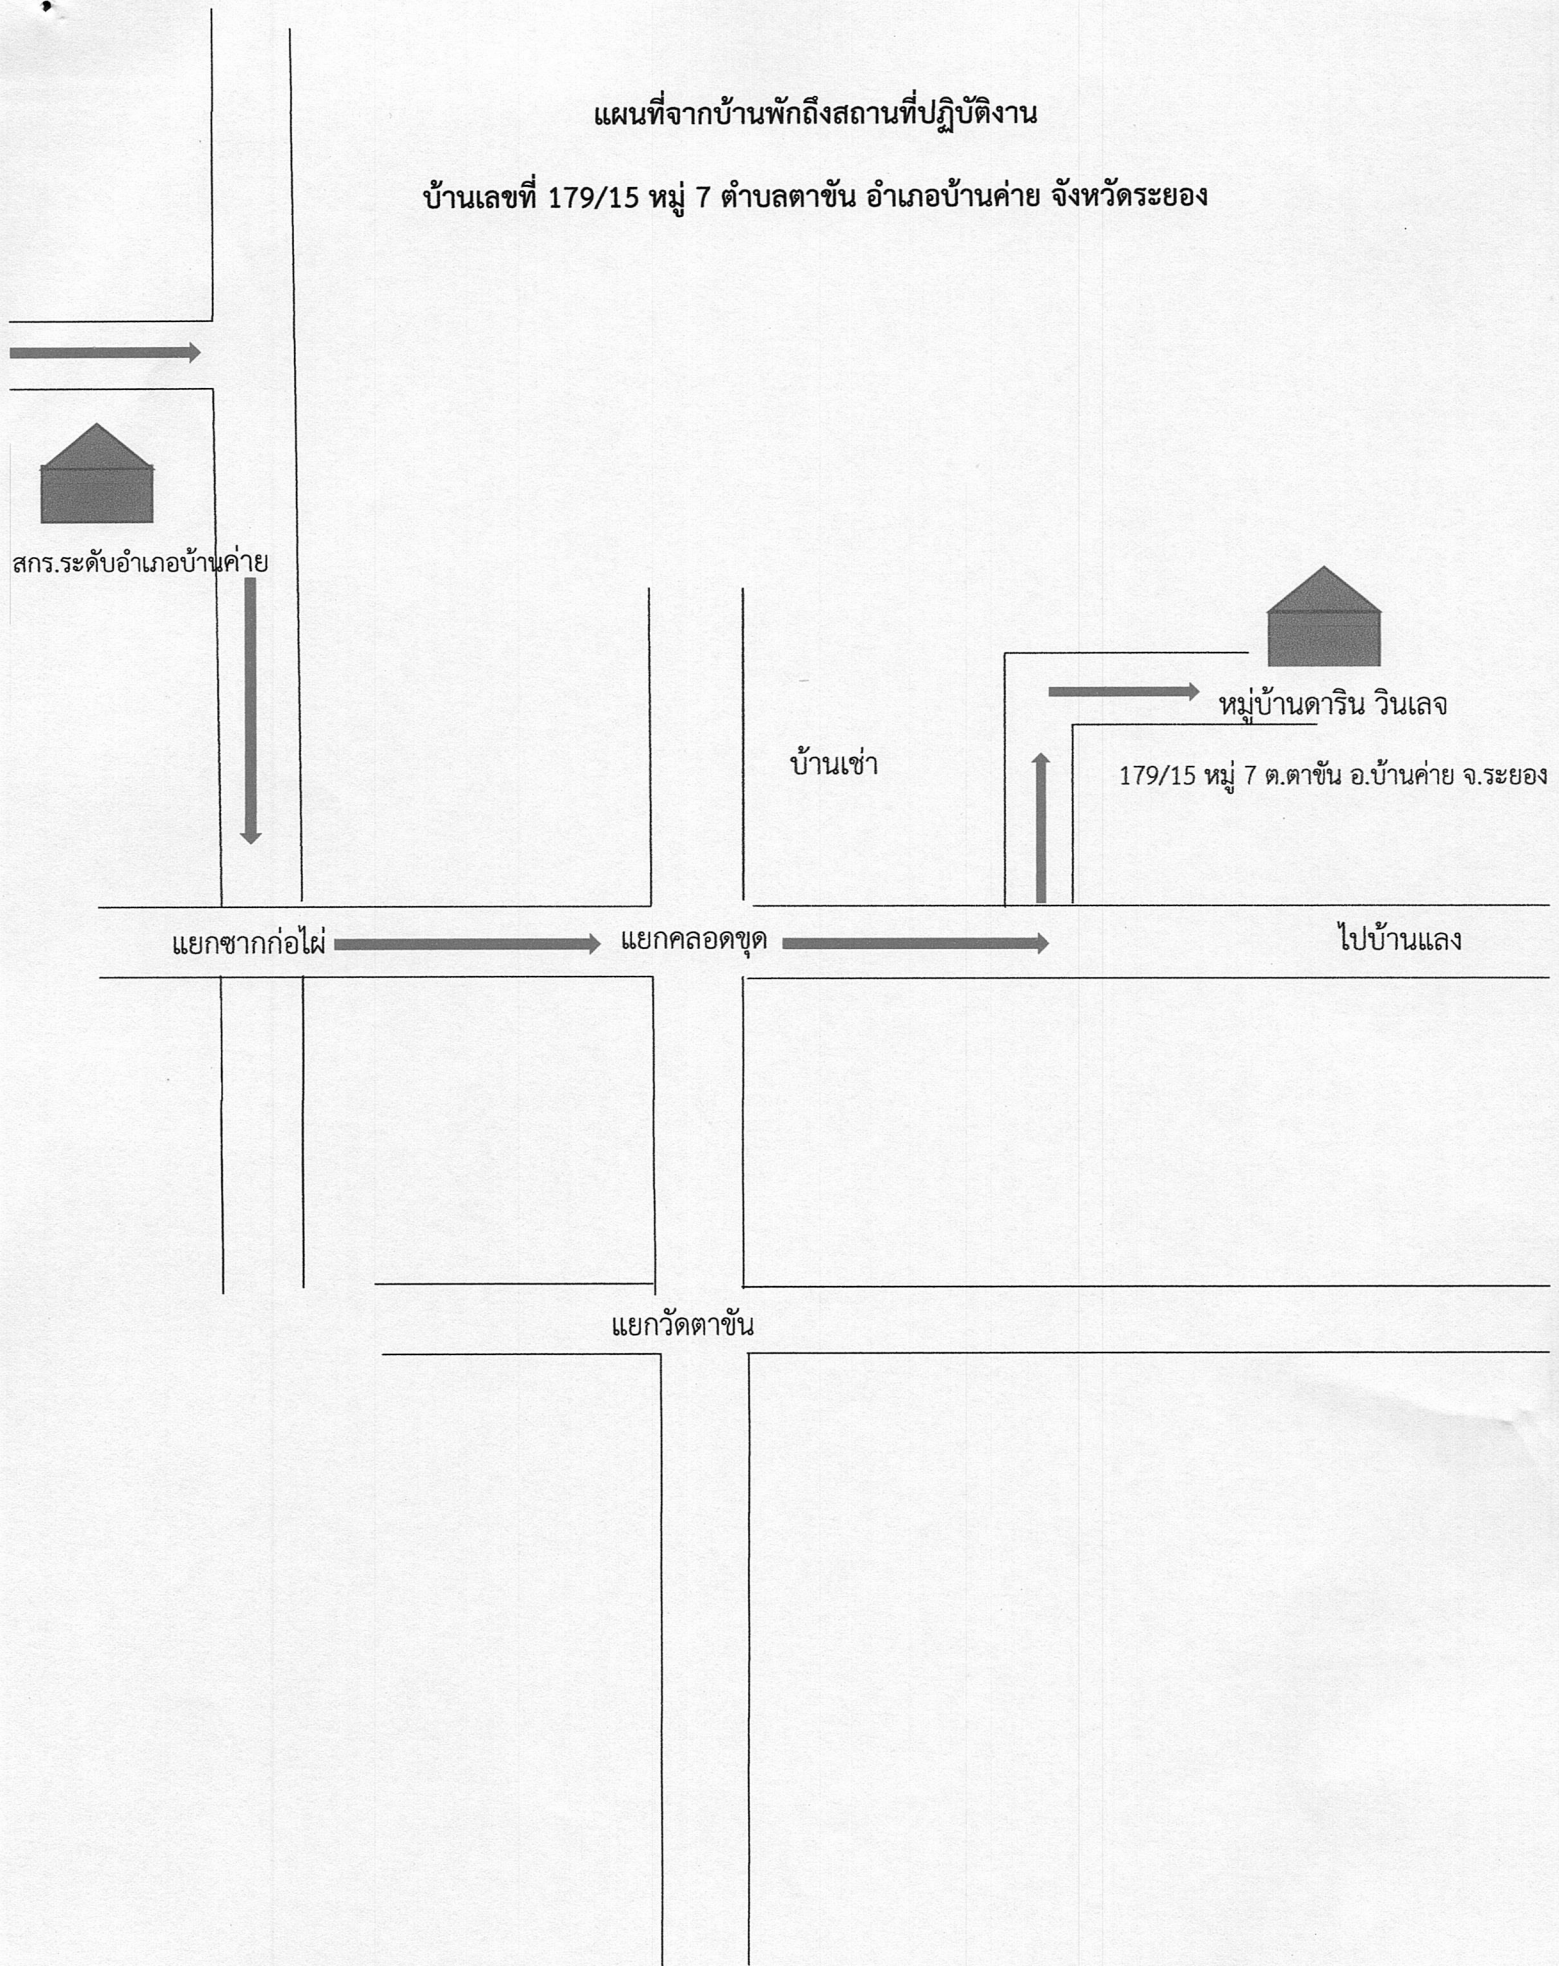 แผนที่จากบ้านพักถึงสถานที่ปฏิบัติงาน
บ้านเลขที่ 179/15 หมู่ 7 ตำบลตาขัน อำเภอบ้านค่าย จังหวัดระยอง
สกร.ระดับอำเภอบ้านค่าย
หมู่บ้านดาริน วินเลจ
บ้านเช่า
179/15 หมู่ 7 ต.ตาขัน อ.บ้านค่าย จ.ระยอง
แยกซากก่อไผ่
แยกคลอดขุด
ไปบ้านแลง
แยกวัดตาขัน